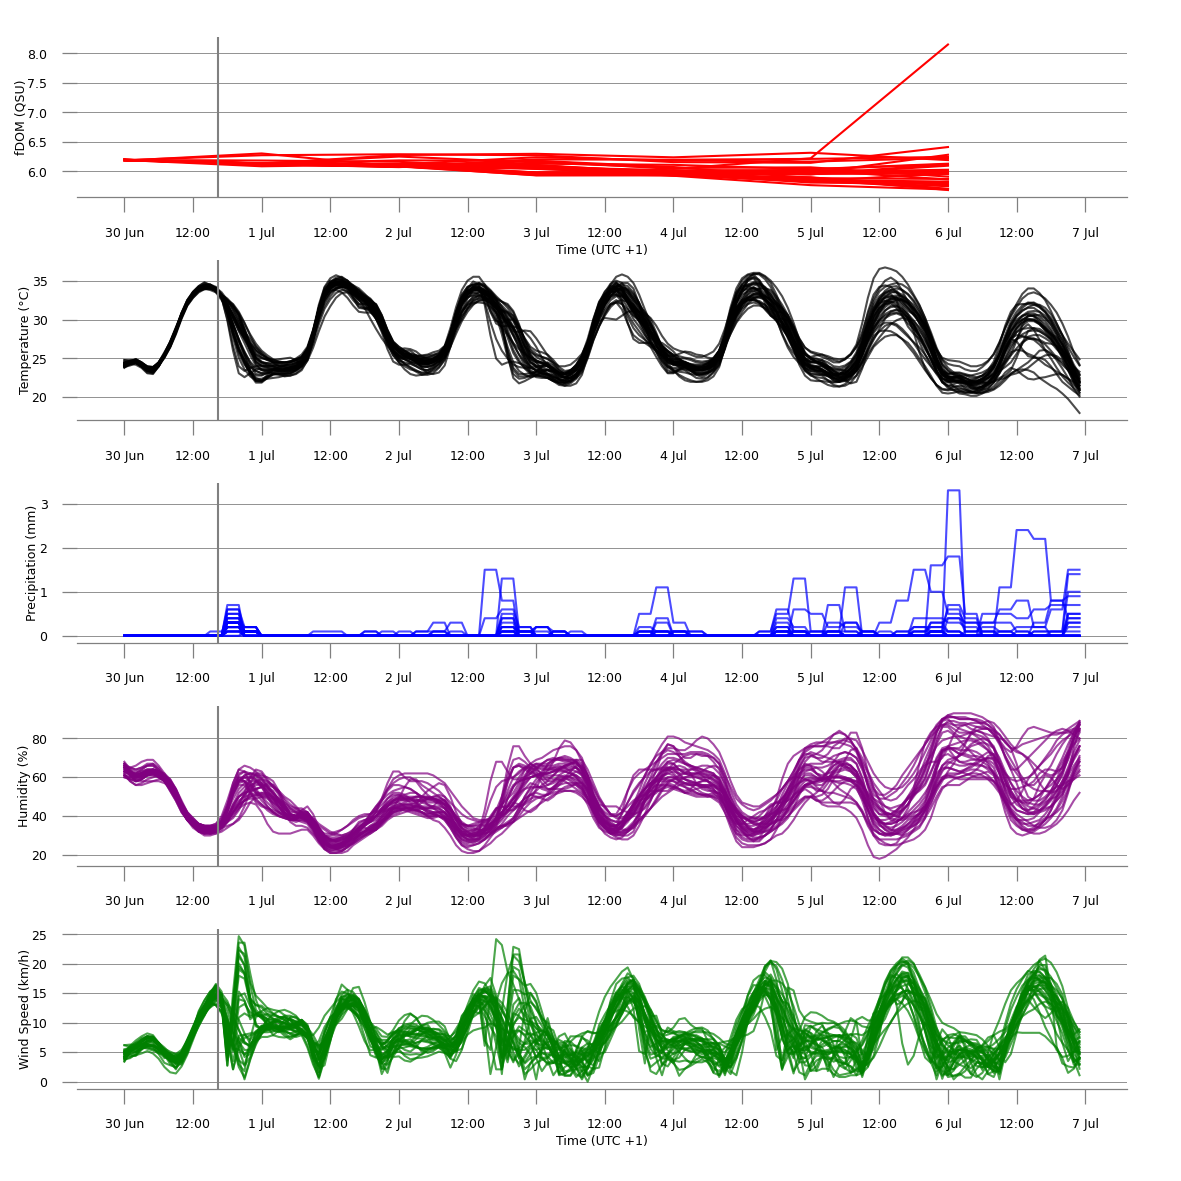 fDOM (QSU)
8.0
7.5
7.0
6.5
6.0
30 Jun 12:00 1 Jul 12:00 2 Jul 12:00 3 Jul 12:00 4 Jul 12:00 5 Jul 12:00 6 Jul 12:00 7 Jul
Time (UTC +1)
Temperature (°C)
35
30
25
20
30 Jun 12:00 1 Jul 12:00 2 Jul 12:00 3 Jul 12:00 4 Jul 12:00 5 Jul 12:00 6 Jul 12:00 7 Jul
Precipitation (mm)
3
2
1
0
30 Jun 12:00 1 Jul 12:00 2 Jul 12:00 3 Jul 12:00 4 Jul 12:00 5 Jul 12:00 6 Jul 12:00 7 Jul
Humidity (%)
80
60
40
20
30 Jun 12:00 1 Jul 12:00 2 Jul 12:00 3 Jul 12:00 4 Jul 12:00 5 Jul 12:00 6 Jul 12:00 7 Jul
Wind Speed (km/h)
25
20
15
10
5
0
30 Jun 12:00 1 Jul 12:00 2 Jul 12:00 3 Jul 12:00 4 Jul 12:00 5 Jul 12:00 6 Jul 12:00 7 Jul
Time (UTC +1)